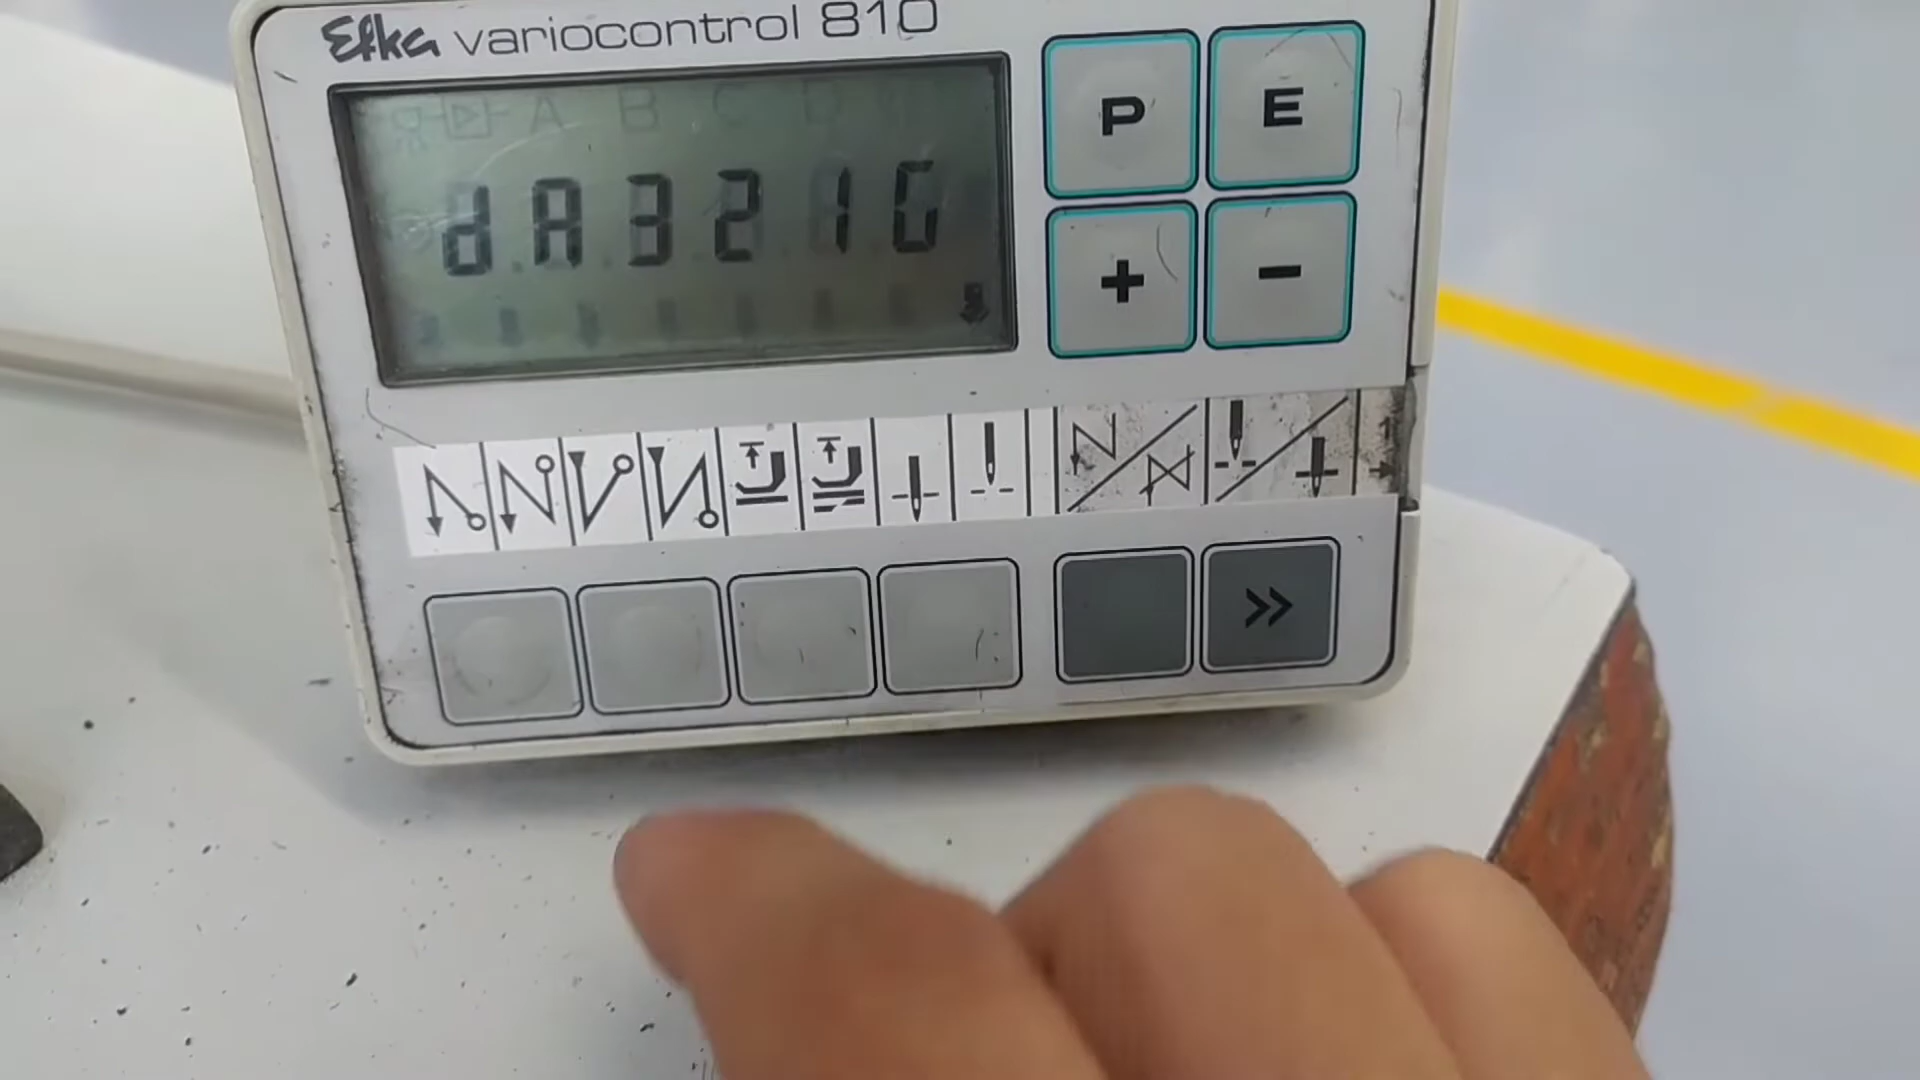 Efka variocontrol 810
A B C D
dA321G
P E
+ -
>>